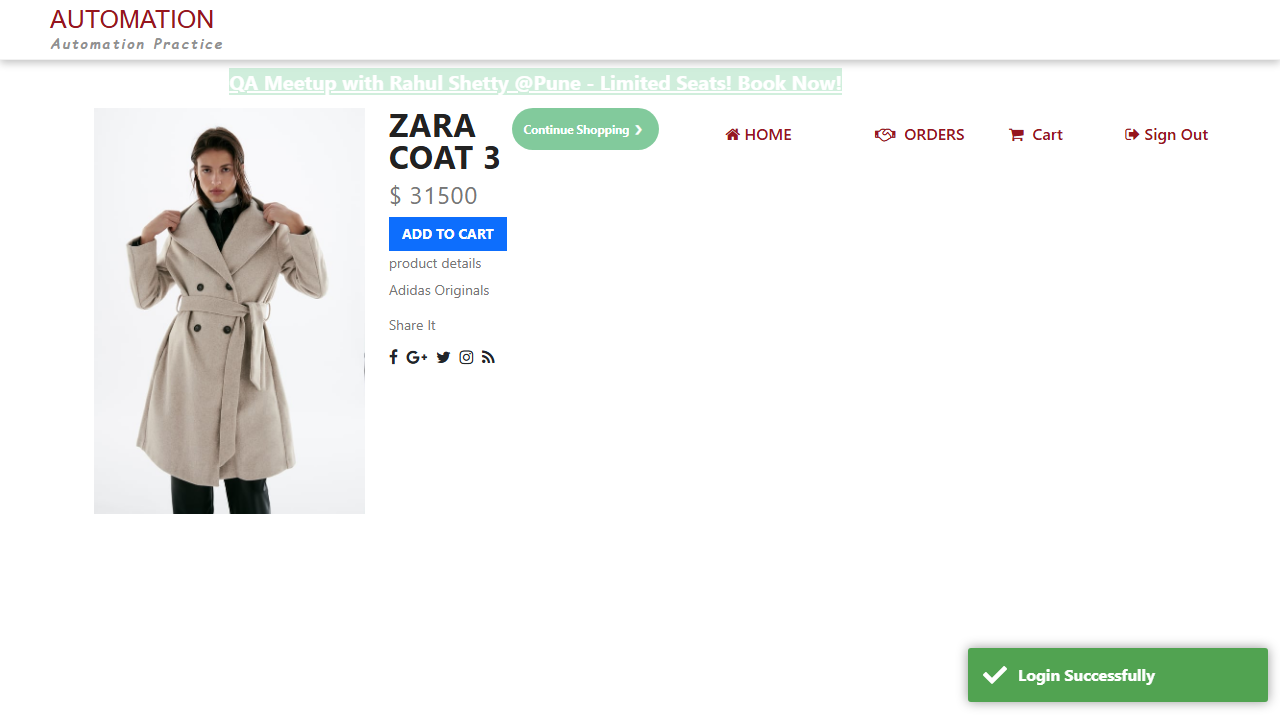 AUTOMATION
Automation Practice
QA Meetup with Rahul Shetty @Pune - Limited Seats! Book Now!
ZARA
COAT 3
$ 31500
ADD TO CART
product details
Adidas Originals
Share It
Continue Shopping ❯
HOME
ORDERS
Cart
Sign Out
Login Successfully